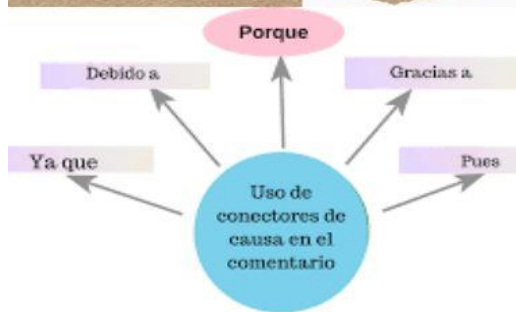 Porque
Debido a
Gracias a
Ya que
Pues
Uso de
conectores de
causa en el
comentario